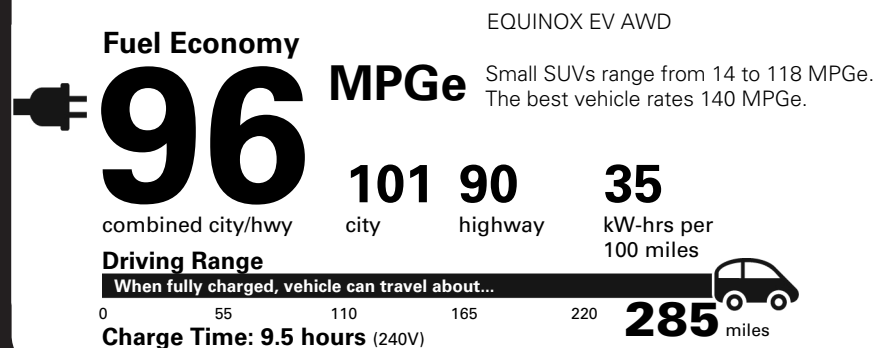 EQUINOX EV AWD
Fuel Economy
96
MPGe
Small SUVs range from 14 to 118 MPGe.
The best vehicle rates 140 MPGe.
combined city/hwy
101
city
90
highway
35
kW-hrs per
100 miles
Driving Range
When fully charged, vehicle can travel about...
0 55 110 165 220 285 miles
Charge Time: 9.5 hours (240V)